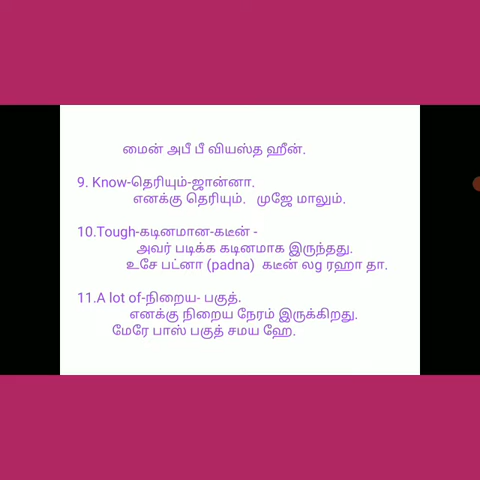 மைன் அபீ பீ வியஸ்த ஹீன்.
9. Know-தெரியும்-ஜான்னா.
எனக்கு தெரியும். முஜே மாலும்.
10.Tough-கடினமான-கடீன் -
அவர் படிக்க கடினமாக இருந்தது.
உசே பட்னா (padna) கடீன் லg ரஹா தா.
11.A lot of-நிறைய- பகுத்.
எனக்கு நிறைய நேரம் இருக்கிறது.
மேரே பாஸ் பகுத் சமய ஹே.